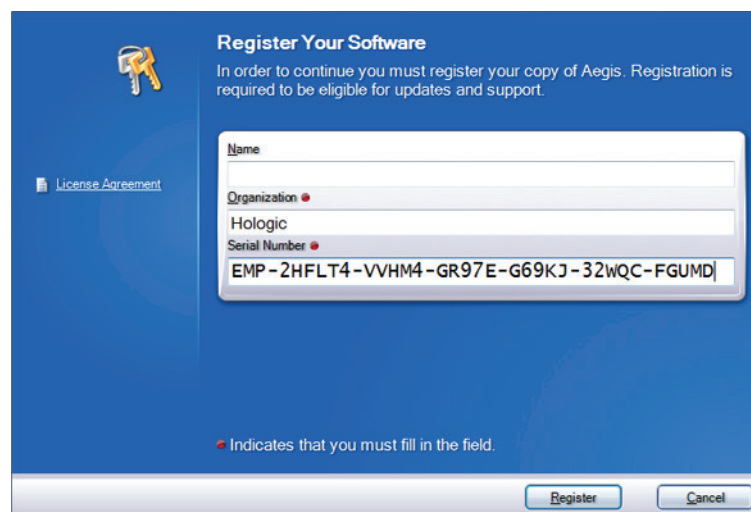 Register Your Software
In order to continue you must register your copy of Aegis. Registration is
required to be eligible for updates and support.
Name
License Agreement
Organization
Hologic
Serial Number
EMP-2HFLT4-VVHM4-GR97E-G69KJ-32WQC-FGUMD
Indicates that you must fill in the field.
Register
Cancel